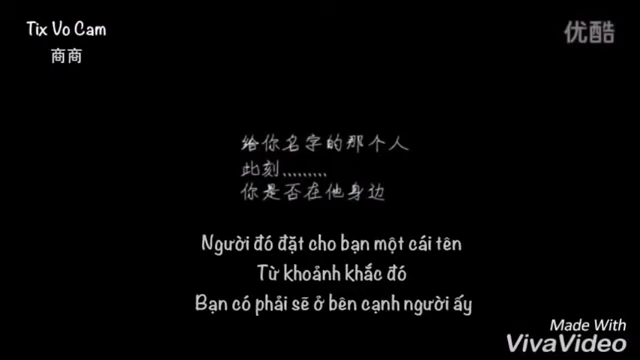 Tix Vo Cam
商商
优酷
给你名字的那个人
此刻.........
你是否在他身边
Người đó đặt cho bạn một cái tên
Từ khoảnh khắc đó
Bạn có phải sẽ ở bên cạnh người ấy
Made With
VivaVideo